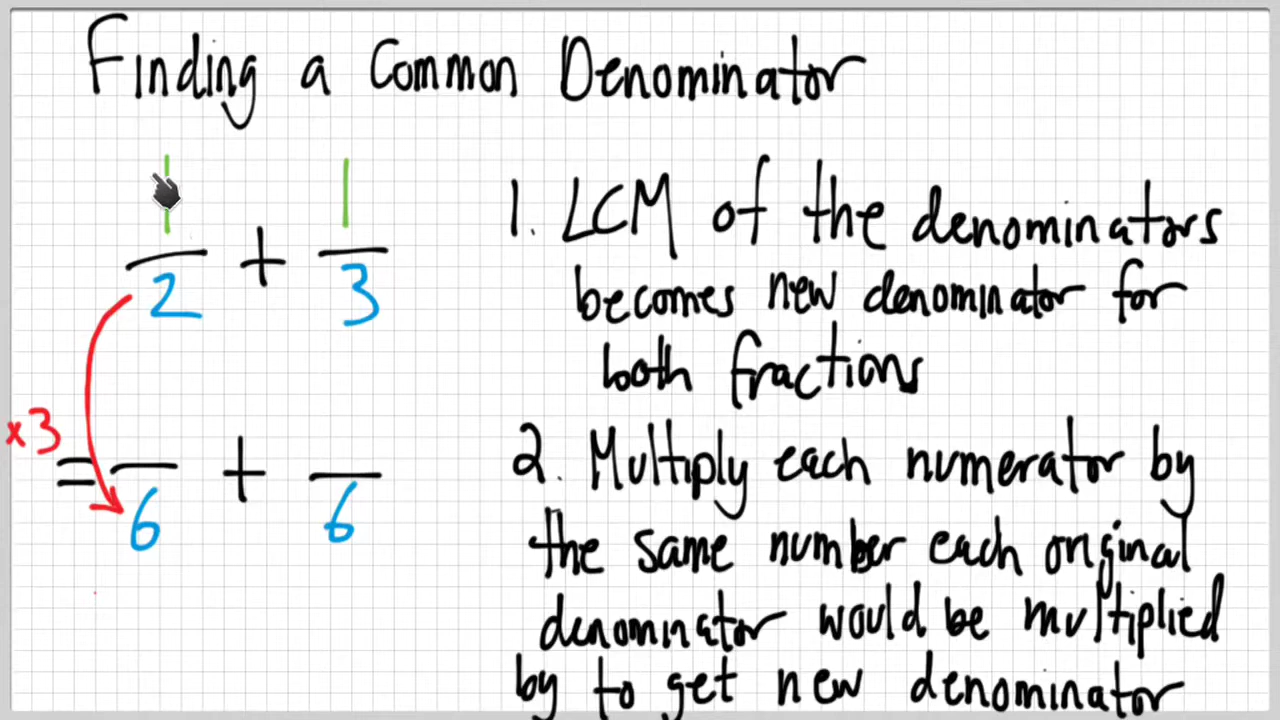 Finding a Common Denominator
1 1
+
2 3
x3
= +
6 6
1. LCM of the denominators
becomes new denominator for
both fractions
2. Multiply each numerator by
the same number each original
denominator would be multiplied
by to get new denominator